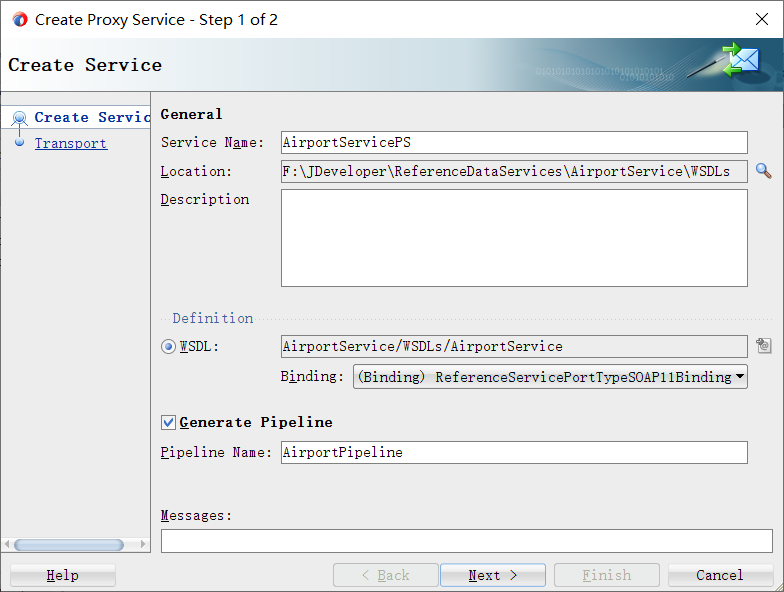 Create Proxy Service - Step 1 of 2
Create Service
Create Servic
Transport
General
Service Name: AirportServicePS
Location: F:\JDeveloper\ReferenceDataServices\AirportService\WSDLs
Description
Definition
WSDL: AirportService/WSDLs/AirportService
Binding: (Binding) ReferenceServicePortTypeSOAP11Binding
Generate Pipeline
Pipeline Name: AirportPipeline
Messages:
Help < Back Next > Finish Cancel